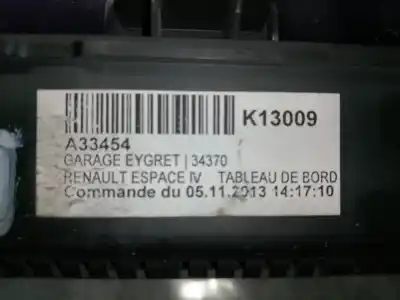 K13009
A33454
GARAGE EYGRET | 34370
RENAULT ESPACE IV TABLEAU DE BORD
Commande du 05.11.2013 14:17:10